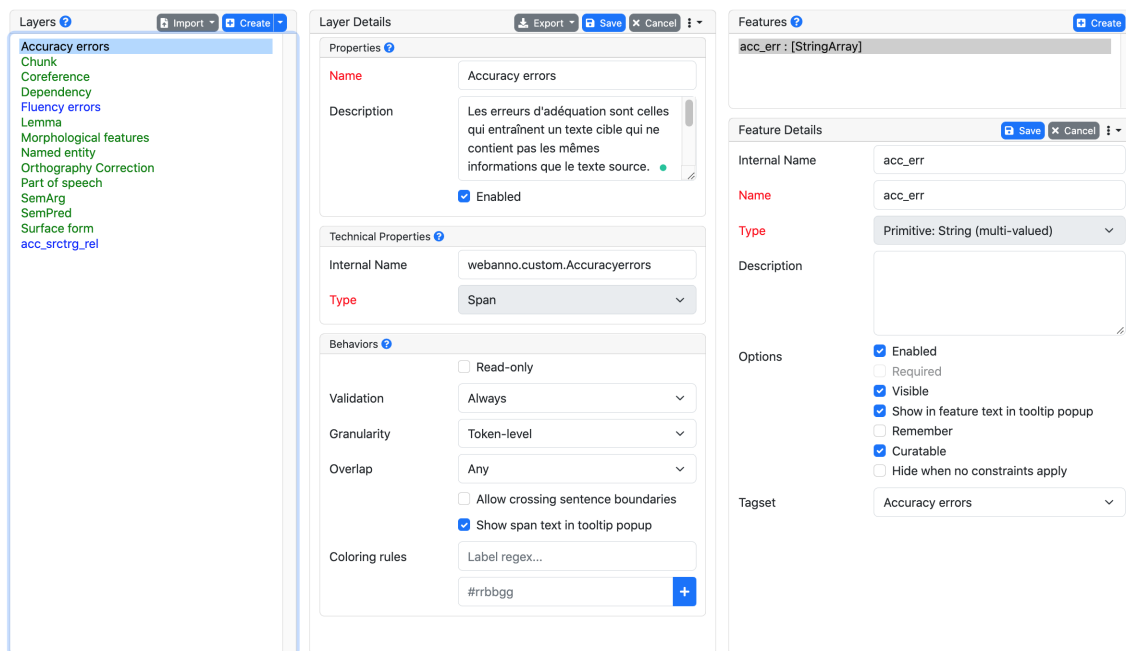 Layers
Import
Create
Accuracy errors
Chunk
Coreference
Dependency
Fluency errors
Lemma
Morphological features
Named entity
Orthography Correction
Part of speech
SemArg
SemPred
Surface form
acc_srctrg_rel
Layer Details
Export
Save
Cancel
Properties
Name
Accuracy errors
Description
Les erreurs d'adéquation sont celles
qui entraînent un texte cible qui ne
contient pas les mêmes
informations que le texte source.
Enabled
Technical Properties
Internal Name
webanno.custom.Accuracyerrors
Type
Span
Behaviors
Read-only
Validation
Always
Granularity
Token-level
Overlap
Any
Allow crossing sentence boundaries
Show span text in tooltip popup
Coloring rules
Label regex...
#rrbbgg
Features
Create
acc_err : [StringArray]
Feature Details
Save
Cancel
Internal Name
acc_err
Name
acc_err
Type
Primitive: String (multi-valued)
Description
Options
Enabled
Required
Visible
Show in feature text in tooltip popup
Remember
Curatable
Hide when no constraints apply
Tagset
Accuracy errors